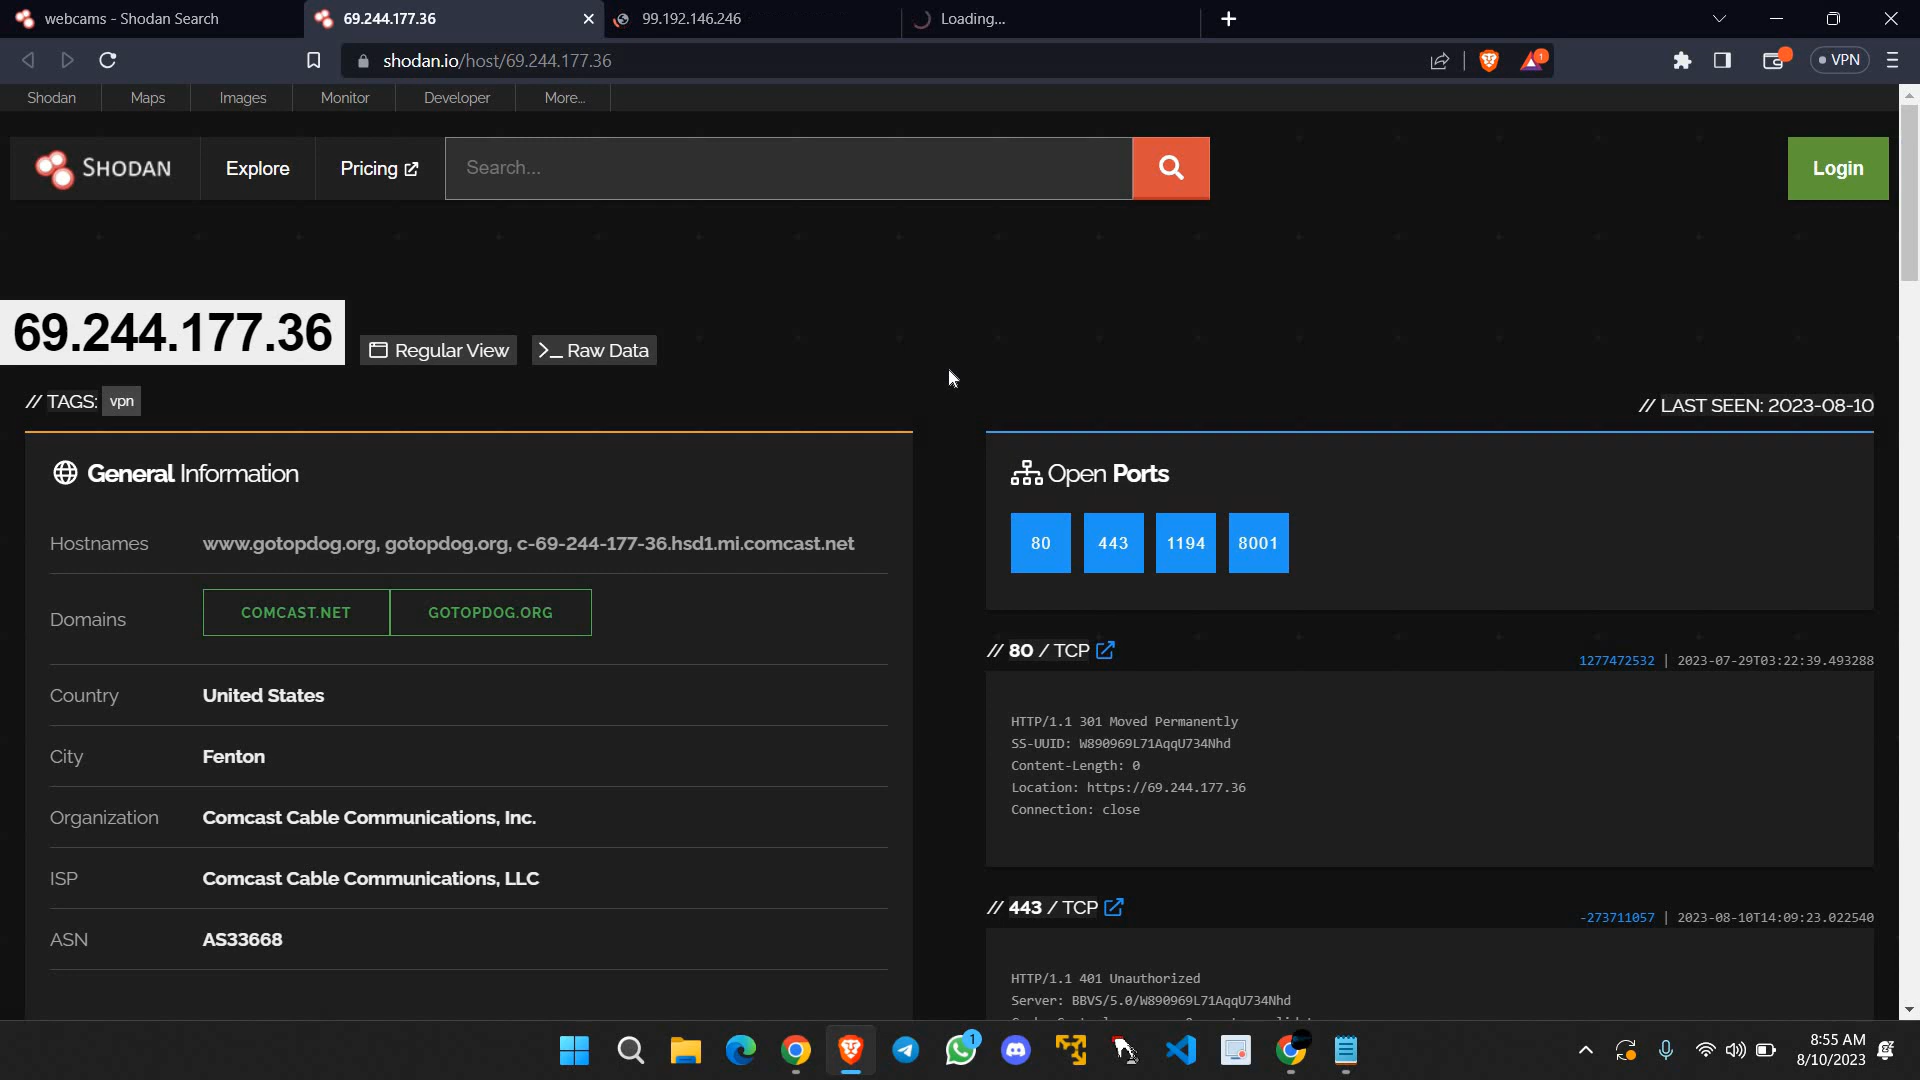 webcams - Shodan Search
69.244.177.36
99.192.146.246
Loading...
shodan.io/host/69.244.177.36
1
VPN
Shodan
Maps
Images
Monitor
Developer
More...
SHODAN
Explore
Pricing
Search...
Login
69.244.177.36
Regular View
>_ Raw Data
// TAGS: vpn
// LAST SEEN: 2023-08-10
General Information
Hostnames
www.gotopdog.org, gotopdog.org, c-69-244-177-36.hsd1.mi.comcast.net
Domains
COMCAST.NET
GOTOPDOG.ORG
Country
United States
City
Fenton
Organization
Comcast Cable Communications, Inc.
ISP
Comcast Cable Communications, LLC
ASN
AS33668
Open Ports
80
443
1194
8001
// 80 / TCP
1277472532 | 2023-07-29T03:22:39.493288
HTTP/1.1 301 Moved Permanently
SS-UUID: W890969L71AqqU734Nhd
Content-Length: 0
Location: https://69.244.177.36
Connection: close
// 443 / TCP
-273711057 | 2023-08-10T14:09:23.022540
HTTP/1.1 401 Unauthorized
Server: BBVS/5.0/W890969L71AqqU734Nhd
1
8:55 AM
8/10/2023